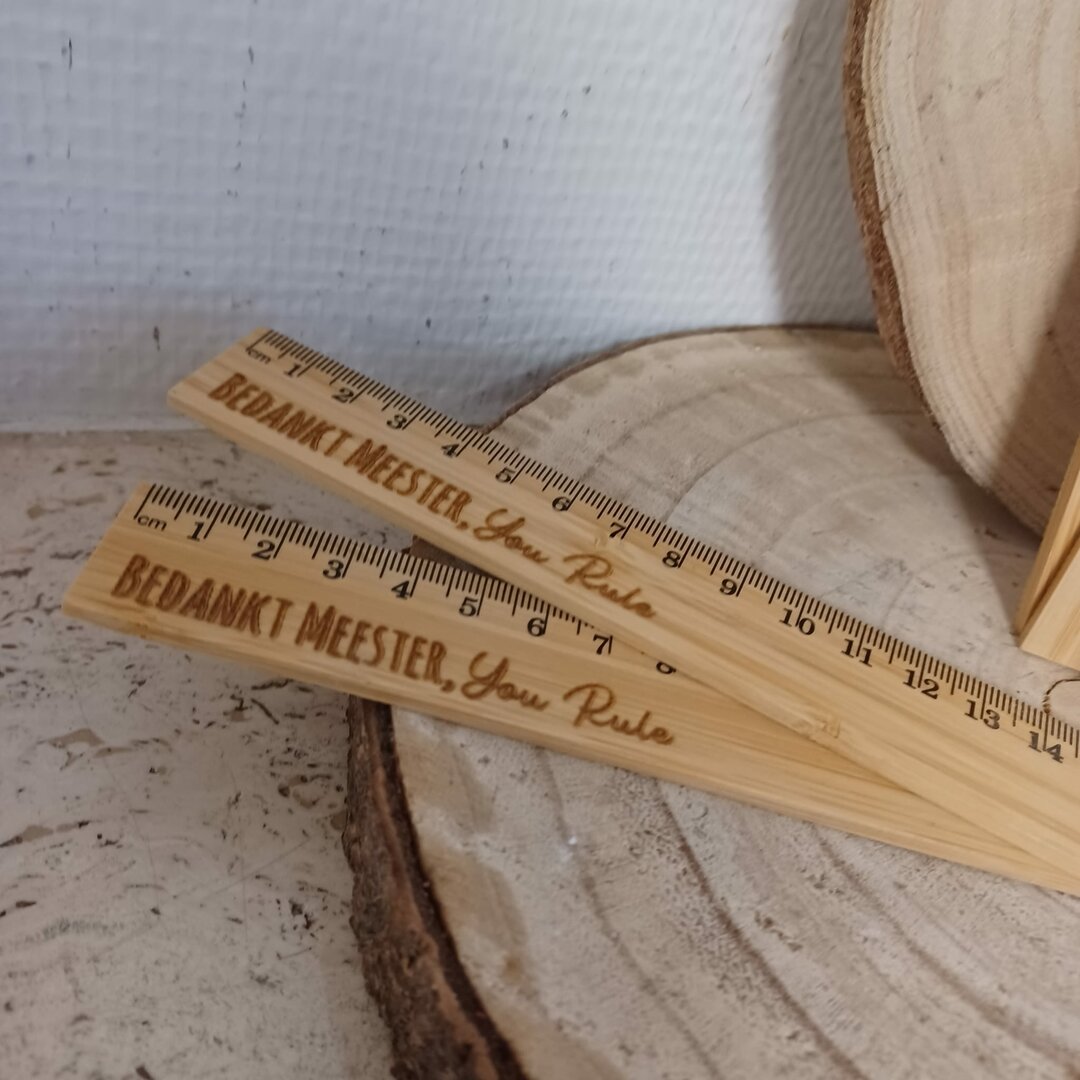 cm 1 2 3 4 5 6 7 8 9 10 11 12 13 14
BEDANKT MEESTER, You Rule
cm 1 2 3 4 5 6 7 8
BEDANKT MEESTER, You Rule